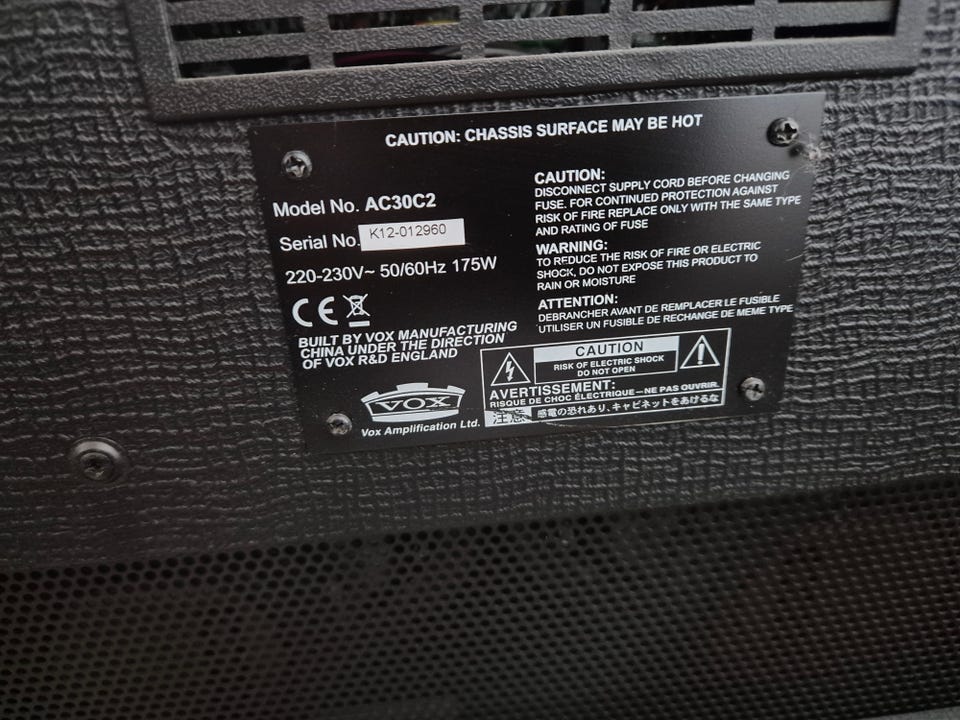 CAUTION: CHASSIS SURFACE MAY BE HOT
Model No. AC30C2
Serial No. K12-012960
220-230V~ 50/60Hz 175W
CE
BUILT BY VOX MANUFACTURING
CHINA UNDER THE DIRECTION
OF VOX R&D ENGLAND
VOX
Vox Amplification Ltd.
CAUTION:
DISCONNECT SUPPLY CORD BEFORE CHANGING
FUSE. FOR CONTINUED PROTECTION AGAINST
RISK OF FIRE REPLACE ONLY WITH THE SAME TYPE
AND RATING OF FUSE
WARNING:
TO REDUCE THE RISK OF FIRE OR ELECTRIC
SHOCK, DO NOT EXPOSE THIS PRODUCT TO
RAIN OR MOISTURE
ATTENTION:
DEBRANCHER AVANT DE REMPLACER LE FUSIBLE
UTILISER UN FUSIBLE DE RECHANGE DE MEME TYPE
CAUTION
RISK OF ELECTRIC SHOCK
DO NOT OPEN
AVERTISSEMENT:
RISQUE DE CHOC ÉLECTRIQUE-NE PAS OUVRIR.
注意 感電の恐れあり、キャビネットをあけるな